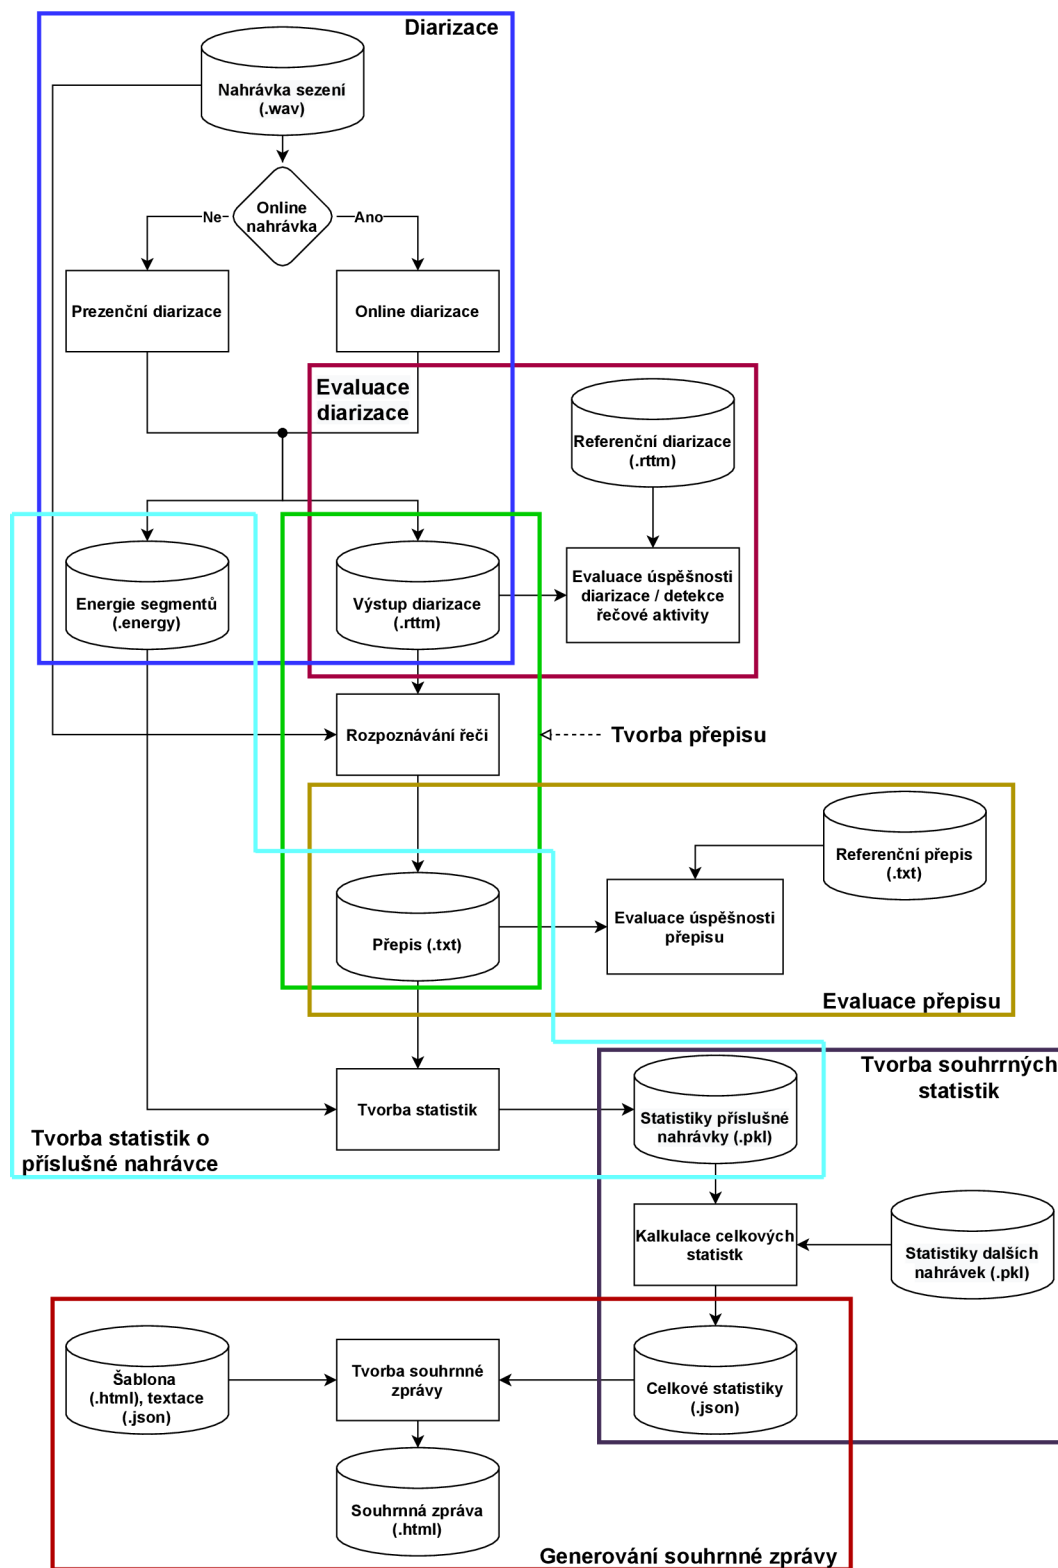 Diarizace
Nahrávka sezení
(.wav)
Online
nahrávka
Ne
Ano
Prezenční diarizace
Online diarizace
Evaluace
diarizace
Referenční diarizace
(.rttm)
Energie segmentů
(.energy)
Výstup diarizace
(.rttm)
Evaluace úspěšnosti
diarizace / detekce
řečové aktivity
Rozpoznávání řeči
Tvorba přepisu
Referenční přepis
(.txt)
Přepis (.txt)
Evaluace úspěšnosti
přepisu
Evaluace přepisu
Tvorba souhrrných
statistik
Tvorba statistik
Statistiky příslušné
nahrávky (.pkl)
Tvorba statistik o
příslušné nahrávce
Kalkulace celkových
statistk
Statistiky dalších
nahrávek (.pkl)
Šablona
(.html), textace
(.json)
Tvorba souhrnné
zprávy
Celkové statistiky
(.json)
Souhrnná zpráva
(.html)
Generování souhrnné zprávy